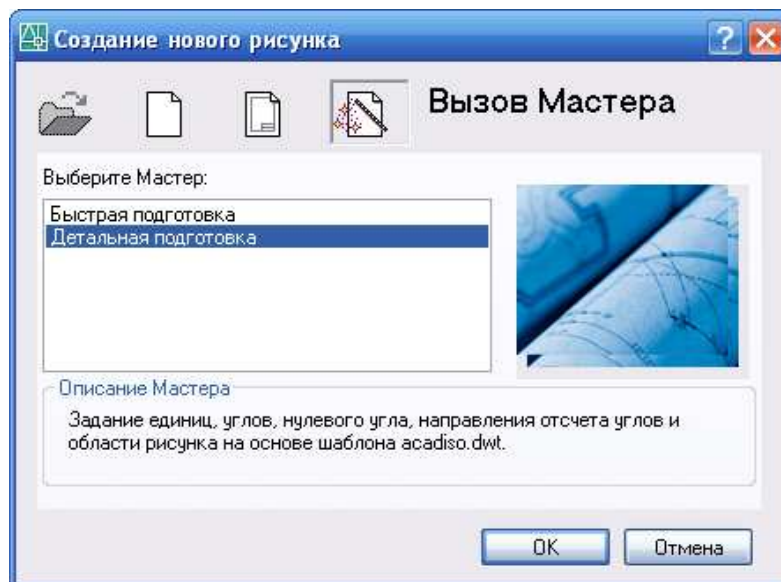 Создание нового рисунка
Вызов Мастера
Выберите Мастер:
Быстрая подготовка
Детальная подготовка
Описание Мастера
Задание единиц, углов, нулевого угла, направления отсчета углов и
области рисунка на основе шаблона acadiso.dwt.
OK
Отмена